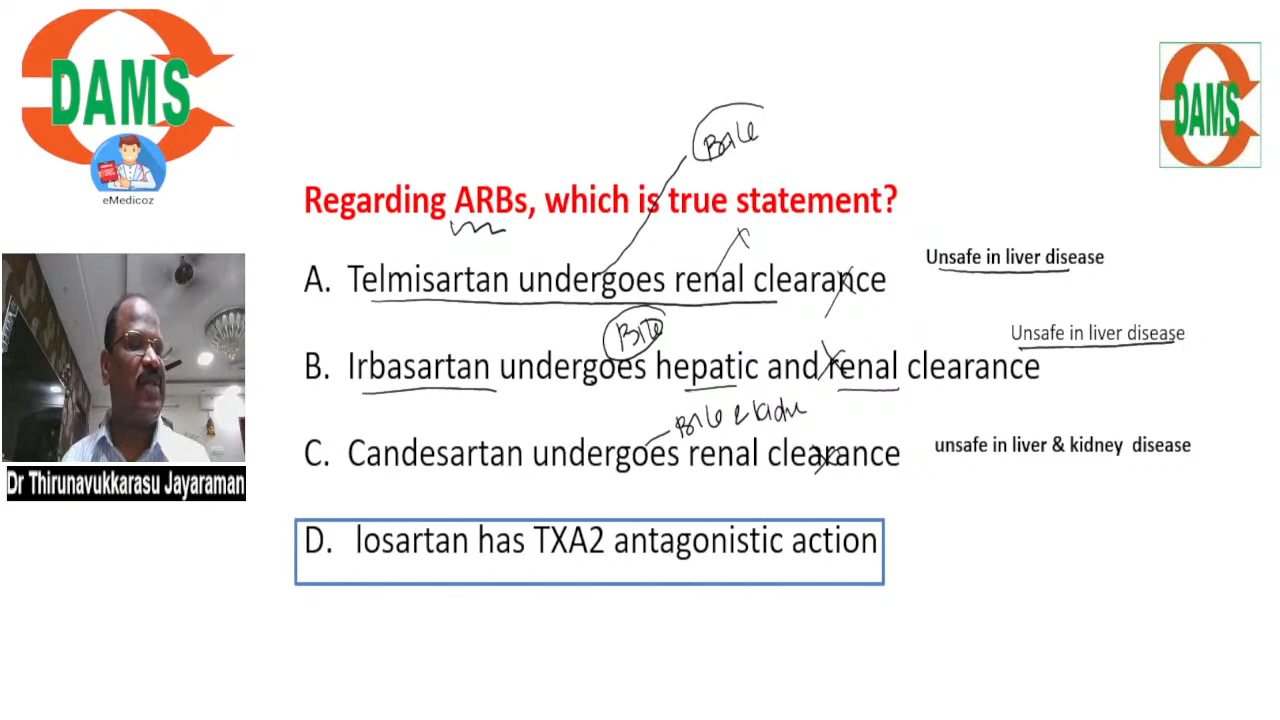 DAMS
DAMS
eMedicoz
Bile
Regarding ARBs, which is true statement?
A. Telmisartan undergoes renal clearance
Unsafe in liver disease
Bile
B. Irbasartan undergoes hepatic and renal clearance
Unsafe in liver disease
Bile &
C. Candesartan undergoes renal clearance
unsafe in liver & kidney disease
Dr Thirunavukkarasu Jayaraman
D. losartan has TXA2 antagonistic action